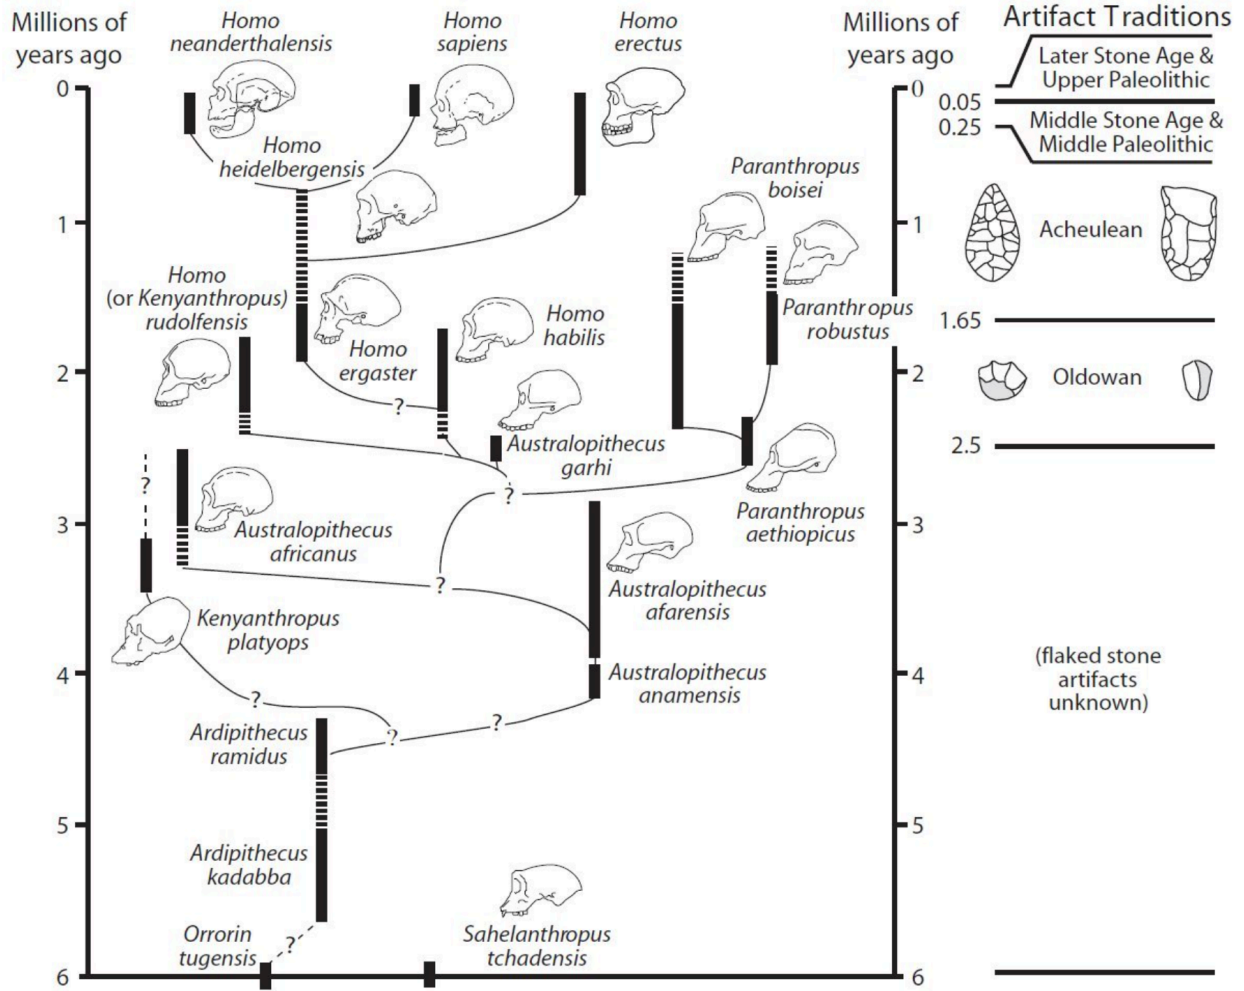 Millions of
years ago
Homo
neanderthalensis
Homo
sapiens
Homo
erectus
Millions of
years ago
Artifact Traditions
Later Stone Age &
Upper Paleolithic
0
0
0.05
0.25
Middle Stone Age &
Middle Paleolithic
Homo
heidelbergensis
Paranthropus
boisei
1
1
Acheulean
Homo
(or Kenyanthropus)
rudolfensis
Homo
habilis
Paranthropus
robustus
1.65
Homo
ergaster
2
2
Oldowan
?
Australopithecus
garhi
2.5
?
?
Paranthropus
aethiopicus
3
3
Australopithecus
africanus
?
Australopithecus
afarensis
Kenyanthropus
platyops
(flaked stone
artifacts
unknown)
4
4
Australopithecus
anamensis
?
?
?
Ardipithecus
ramidus
5
5
Ardipithecus
kadabba
Orrorin
tugensis
?
Sahelanthropus
tchadensis
6
6